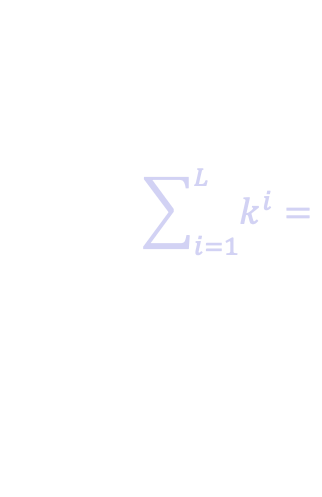 ∑_{i=1}^{L} k^i =